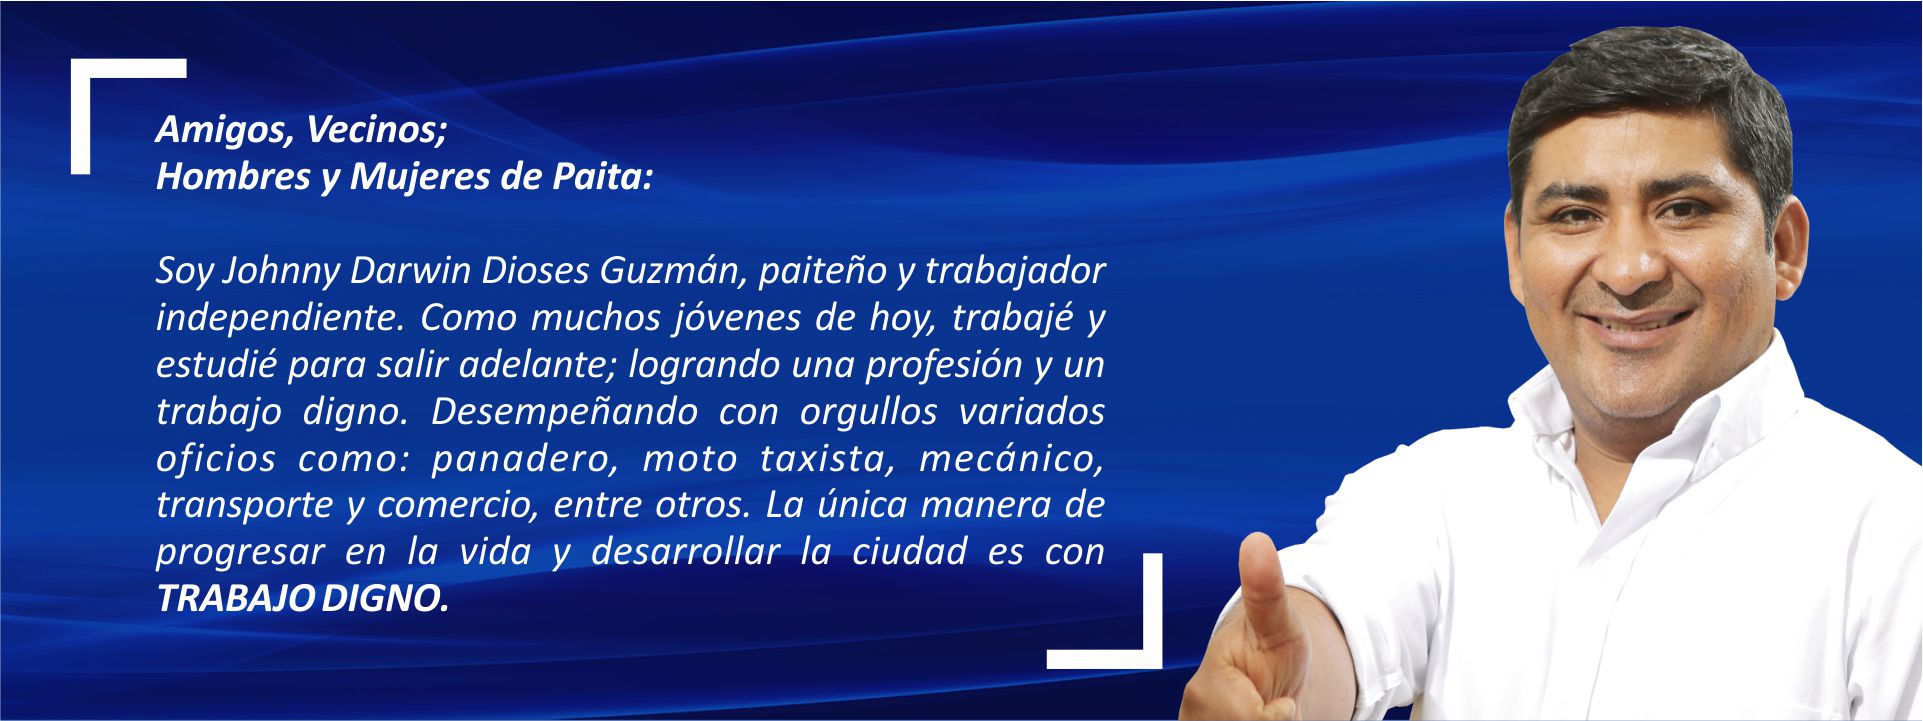 Amigos, Vecinos;
Hombres y Mujeres de Paita:
Soy Johnny Darwin Dioses Guzmán, paiteño y trabajador
independiente. Como muchos jóvenes de hoy, trabajé y
estudié para salir adelante; logrando una profesión y un
trabajo digno. Desempeñando con orgullos variados
oficios como: panadero, moto taxista, mecánico,
transporte y comercio, entre otros. La única manera de
progresar en la vida y desarrollar la ciudad es con
TRABAJO DIGNO.